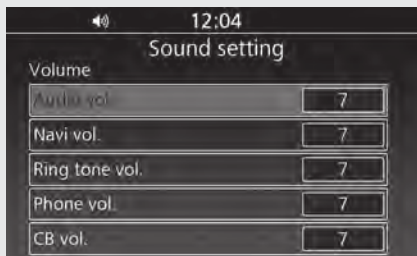 12:04
Sound setting
Volume
Audio vol. 7
Navi vol. 7
Ring tone vol. 7
Phone vol. 7
CB vol. 7